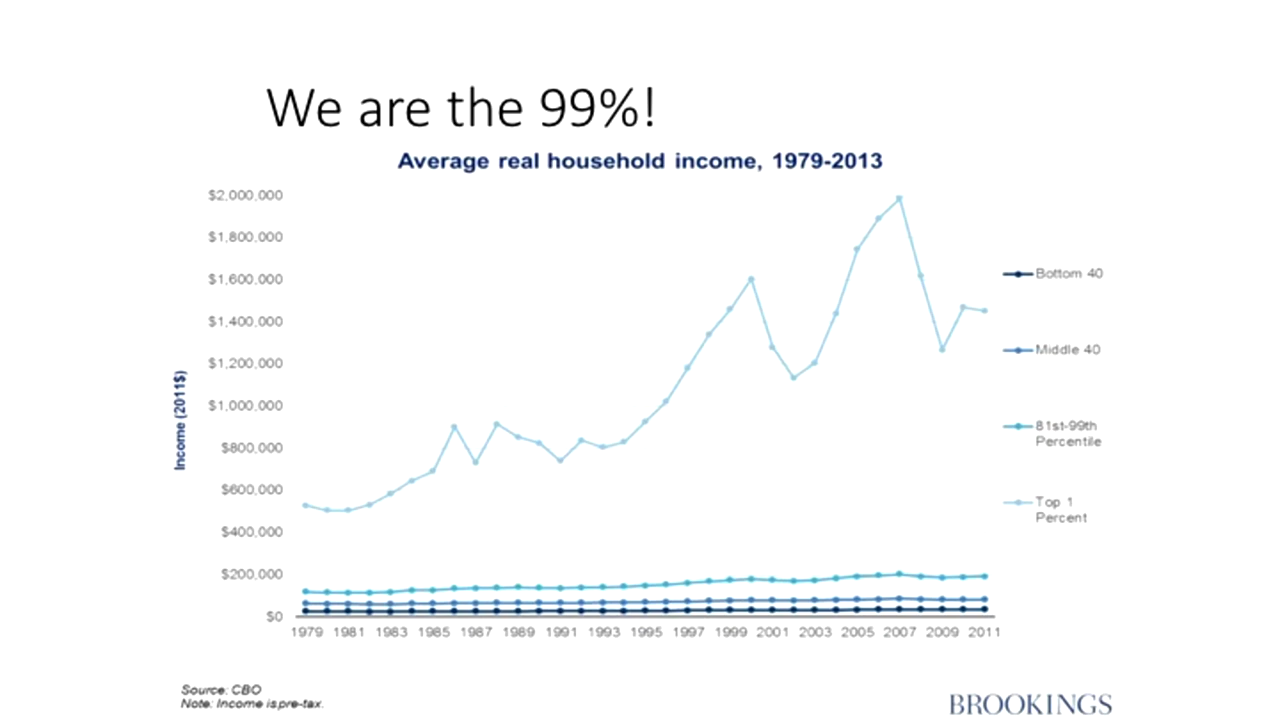 We are the 99%!
Average real household income, 1979-2013
$2,000,000
$1,800,000
$1,600,000
$1,400,000
$1,200,000
$1,000,000
$800,000
$600,000
$400,000
$200,000
$0
Income (2011$)
1979 1981 1983 1985 1987 1989 1991 1993 1995 1997 1999 2001 2003 2005 2007 2009 2011
Bottom 40
Middle 40
81st-99th
Percentile
Top 1
Percent
Source: CBO
Note: Income is pre-tax.
BROOKINGS